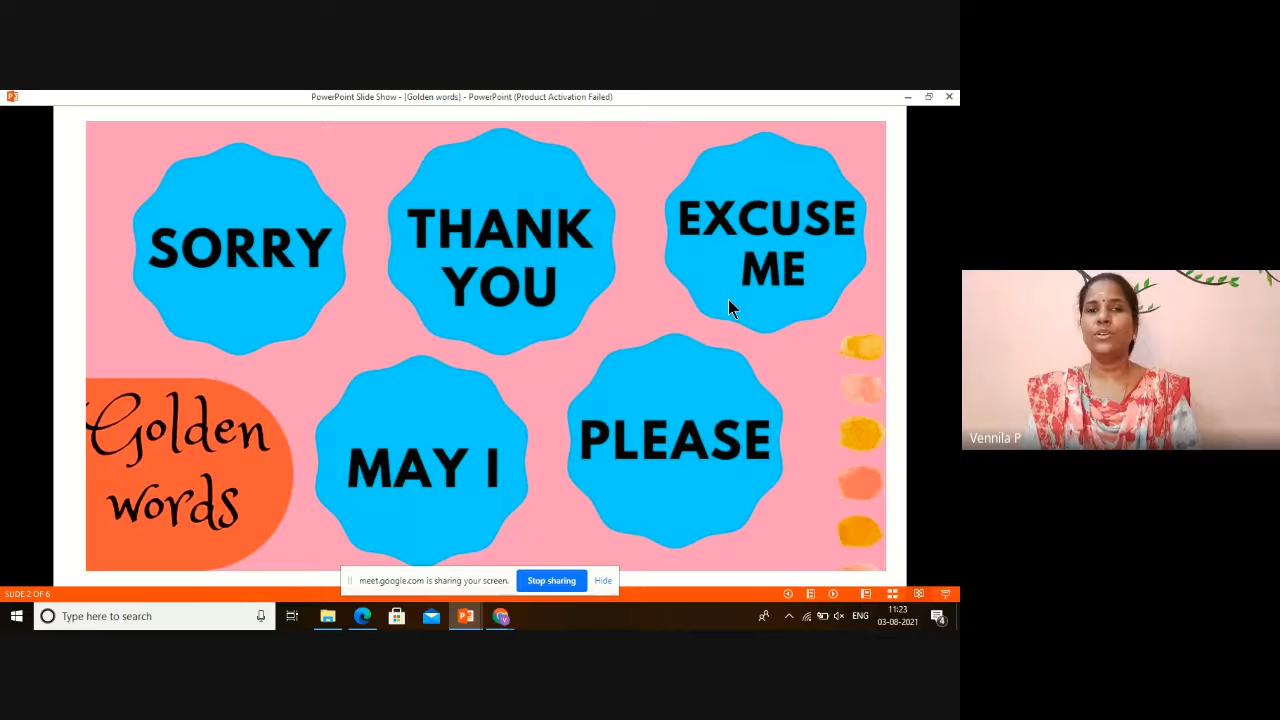 PowerPoint Slide Show - [Golden words] - PowerPoint (Product Activation Failed)
SORRY
THANK
YOU
EXCUSE
ME
Golden
words
MAY I
PLEASE
Vennila P
meet.google.com is sharing your screen.
Stop sharing
Hide
SLIDE 2 OF 6
Type here to search
ENG
11:23
03-08-2021
4